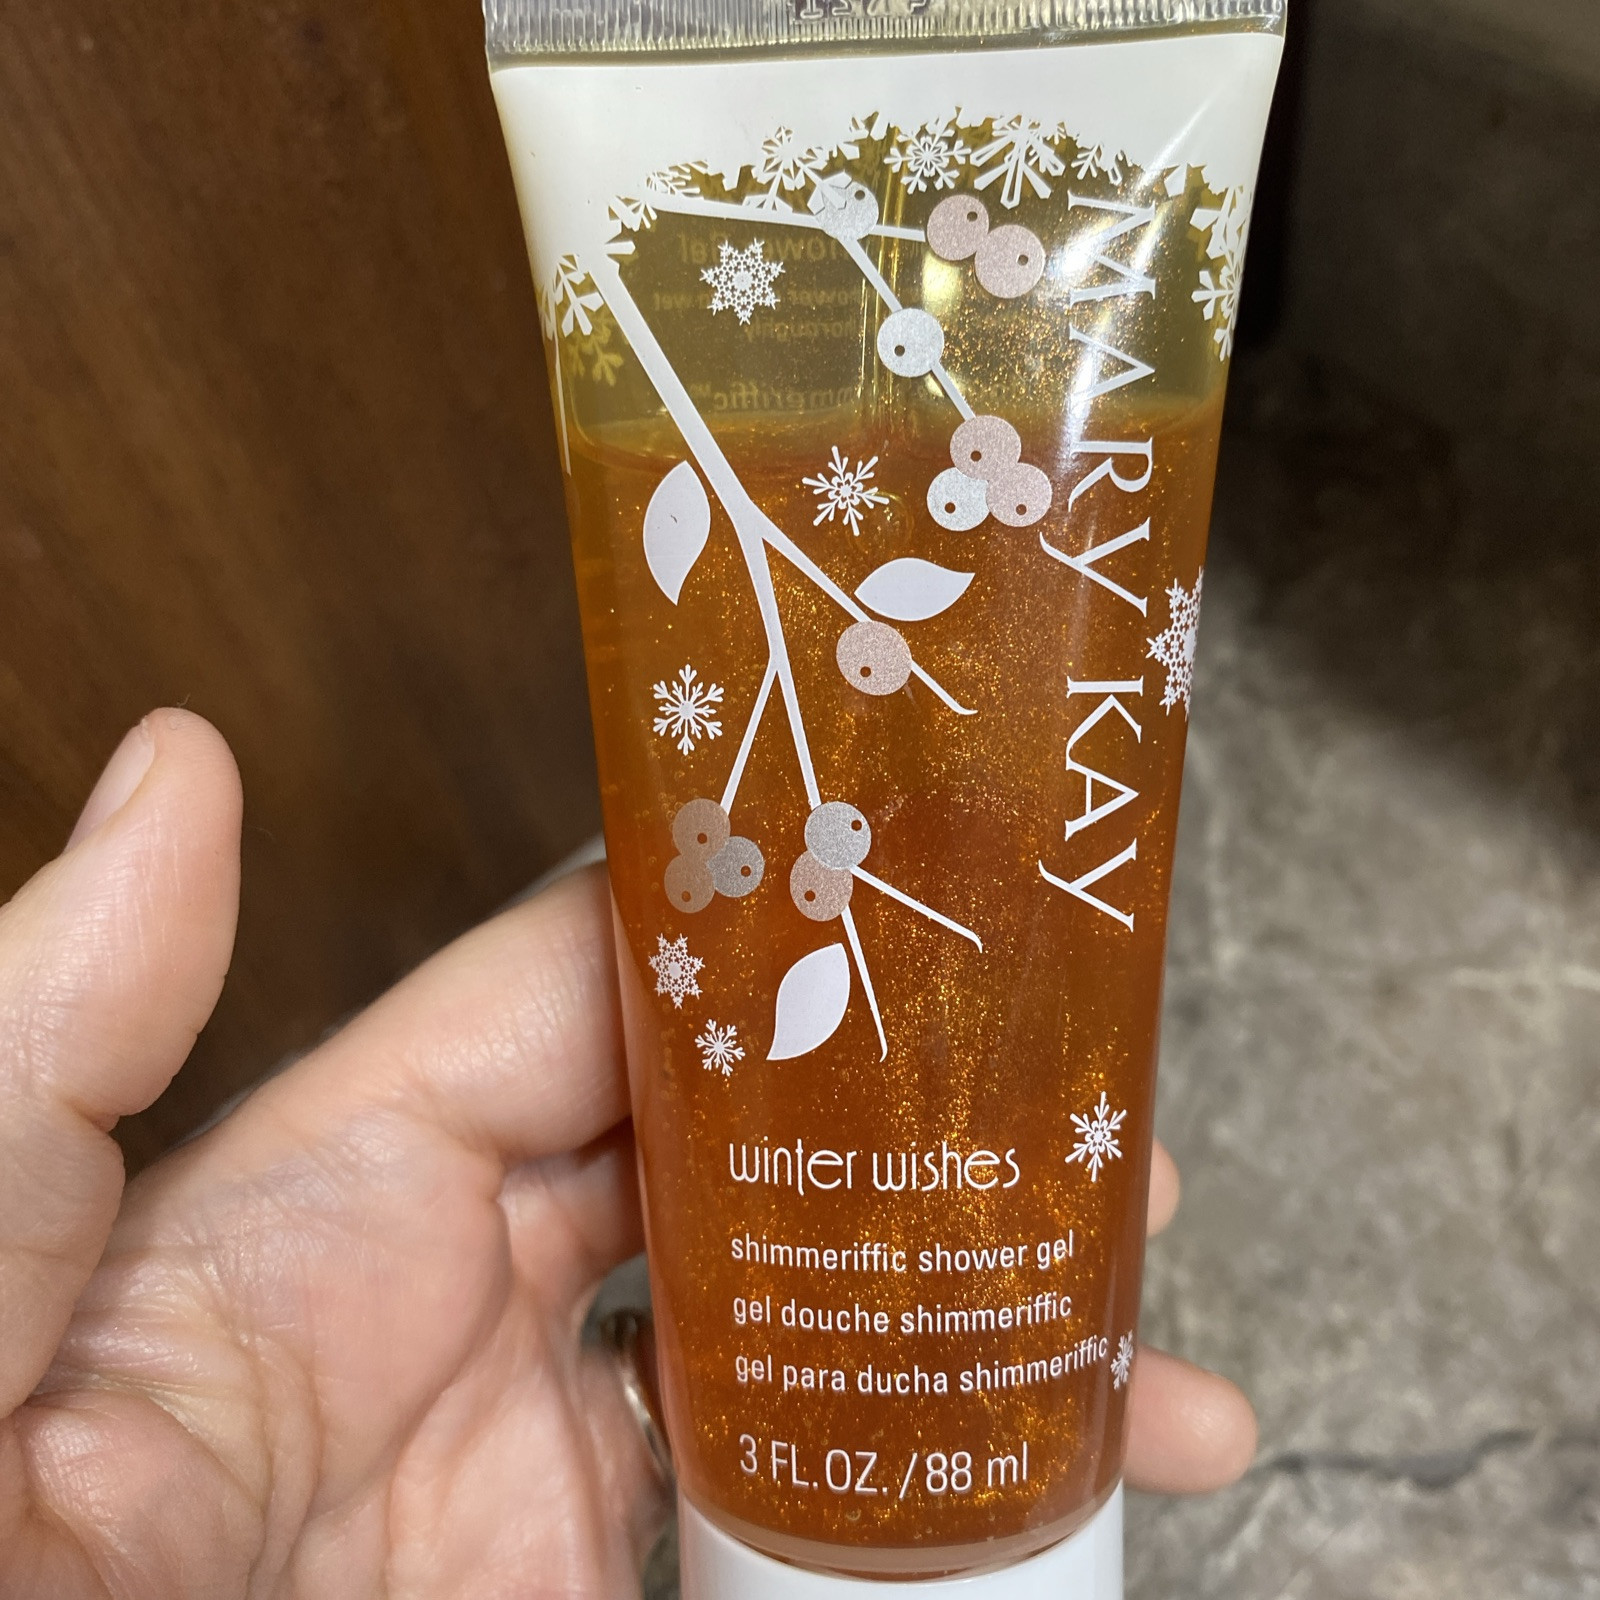 MARY KAY
winter wishes
shimmeriffic shower gel
gel douche shimmeriffic
gel para ducha shimmeriffic
3 FL.OZ. / 88 ml